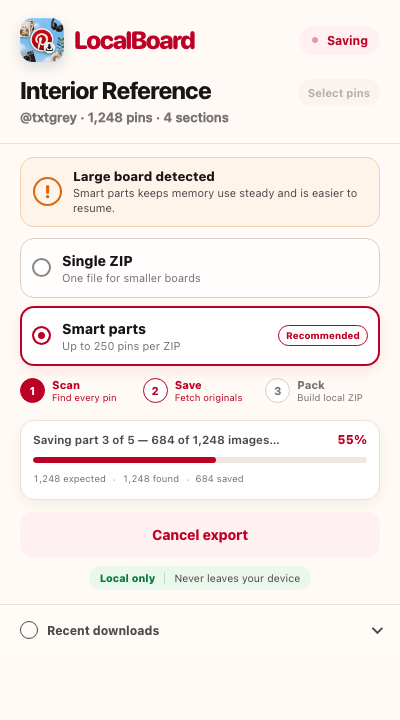 LocalBoard
Saving
Interior Reference
Select pins
@txtgrey · 1,248 pins · 4 sections
Large board detected
Smart parts keeps memory use steady and is easier to
resume.
Single ZIP
One file for smaller boards
Smart parts
Up to 250 pins per ZIP
Recommended
1 Scan
Find every pin
2 Save
Fetch originals
3 Pack
Build local ZIP
Saving part 3 of 5 — 684 of 1,248 images... 55%
1,248 expected · 1,248 found · 684 saved
Cancel export
Local only | Never leaves your device
Recent downloads